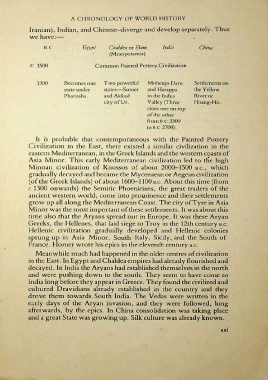 A CHRONOLOGY OF WORLD HISTORY
Iranian), Indian, and Chinese-diverge and develop separately. Thus
we have:—
B.C Egypt Chaldea or Elam India China
(Mesopotamia)
c 3500 Common Painted Pottery Civilization
3300 Becomes one Two powerful Mohenjo Daro Settlements on
state under states—Sumer and Harappa the Yellow
Pharoahs and Akkad in the Indus River or
city of Ur. Valley (Three Hoang-Ho.
cities one on top
of the other
from B C 3300
to B C 2700).
It is probable that contemporaneous with the Painted Pottery
Civilization in the East, there existed a similar civilization in the
eastern Mediterranean, in the Greek Islands and the western coasts of
Asia Minor. This early Mediterranean civilization led to the high
Minoan civilization of Knossos of about 2000–1500 B.C., which
gradually decayed and became the Mycenaean or Aegean civilization
[of the Greek Islands] of about 1600–1100 B.C. About this time [from
c 1300 onwards] the Semitic Phoenicians, the great traders of the
ancient western world, come into prominence and their settlements
grow up all along the Mediterranean Coast. The city of Tyre in Asia
Minor was the most important of these settlements. It was about this
time also that the Aryans spread out in Europe. It was these Aryan
Greeks, the Hellenes, that laid siege to Troy in the 12th century B.C.
Hellenic civilization gradually developed and Hellenic colonies
sprung up in Asia Minor, South Italy, Sicily, and the South of
France. Homer wrote his epics in the eleventh century B.C.
Meanwhile much had happened in the older centres of civilization
in the East. In Egypt and Chaldea empires had already flourished and
decayed. In India the Aryans had established themselves in the north
and were pushing down to the south. They seem to have come to
India long before they appear in Greece. They found the civilized and
cultured Dravidians already established in the country and they
drove them towards South India. The Vedas were written in the
early days of the Aryan invasion, and they were followed, long
afterwards, by the epics. In China consolidation was taking place
and a great State was growing up. Silk culture was already known.
xxi